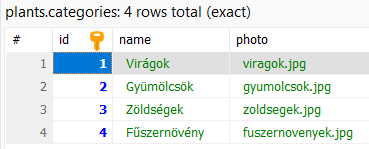 plants.categories: 4 rows total (exact)
# id name photo
1 1 Virágok viragok.jpg
2 2 Gyümölcsök gyumolcsok.jpg
3 3 Zöldségek zoldsegek.jpg
4 4 Fűszernövény fuszernovenyek.jpg